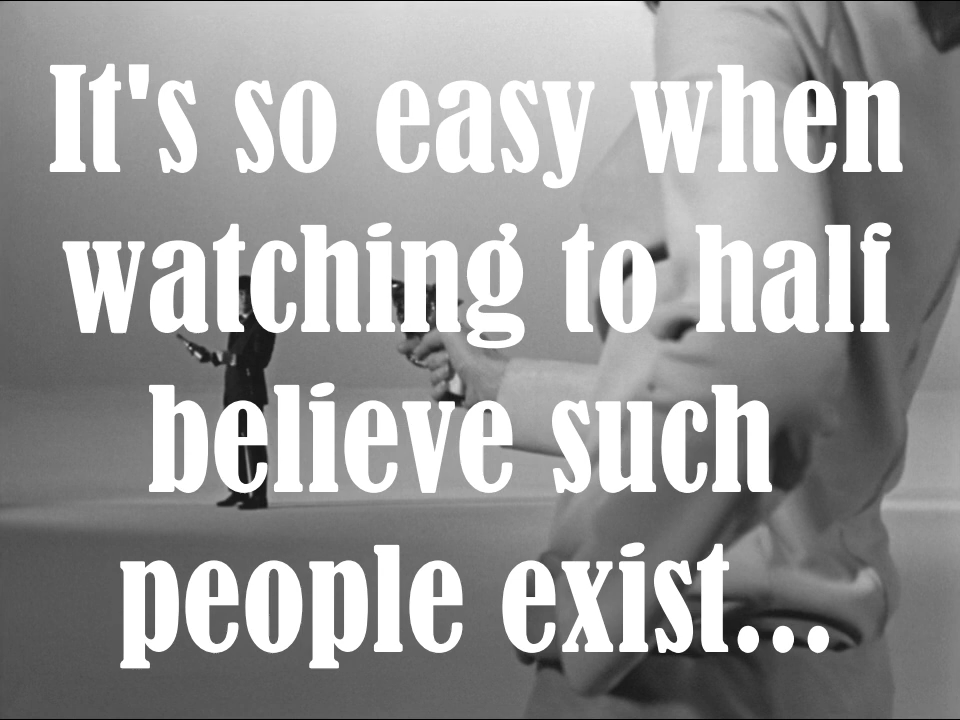 It's so easy when
watching to half
believe such
people exist...